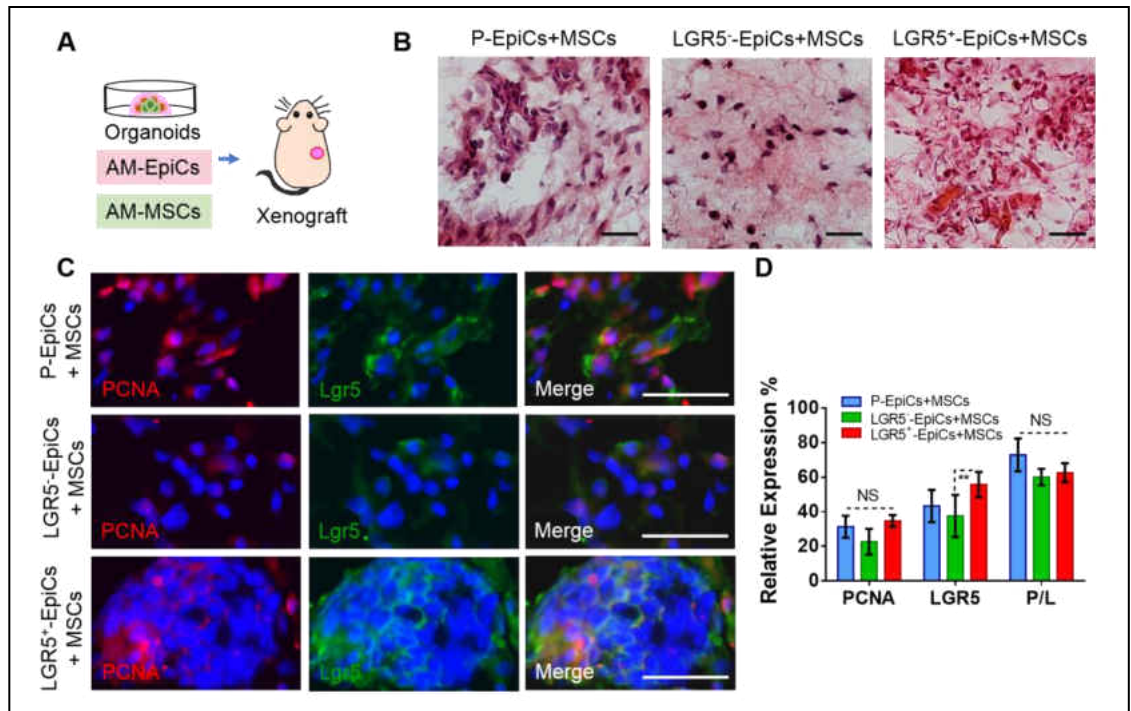 A
Organoids
AM-EpiCs
AM-MSCs
Xenograft
B
P-EpiCs+MSCs
LGR5⁻-EpiCs+MSCs
LGR5⁺-EpiCs+MSCs
C
P-EpiCs
+ MSCs
PCNA
Lgr5
Merge
LGR5⁻-EpiCs
+ MSCs
PCNA
Lgr5
Merge
LGR5⁺-EpiCs
+ MSCs
PCNA
Lgr5
Merge
D
Relative Expression %
100
80
60
40
20
0
P-EpiCs+MSCs
LGR5⁻-EpiCs+MSCs
LGR5⁺-EpiCs+MSCs
NS
**
NS
PCNA
LGR5
P/L